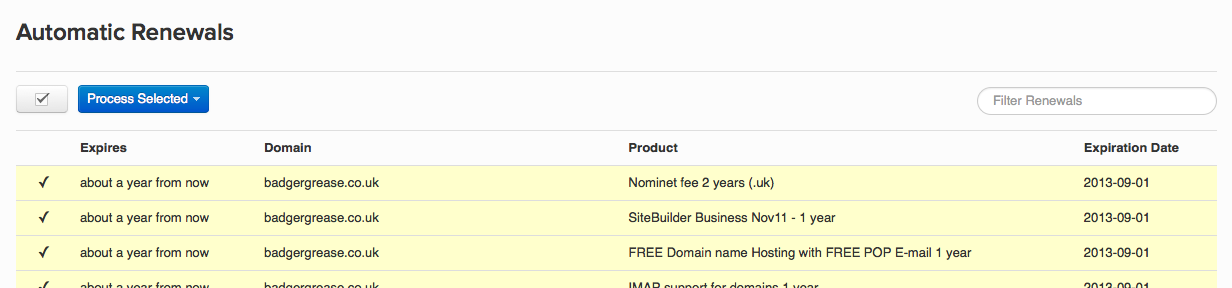 Automatic Renewals
Process Selected
Filter Renewals
Expires Domain Product Expiration Date
about a year from now badgergrease.co.uk Nominet fee 2 years (.uk) 2013-09-01
about a year from now badgergrease.co.uk SiteBuilder Business Nov11 - 1 year 2013-09-01
about a year from now badgergrease.co.uk FREE Domain name Hosting with FREE POP E-mail 1 year 2013-09-01
about a year from now badgergrease.co.uk IMAP support for domains 1 year 2013-09-01